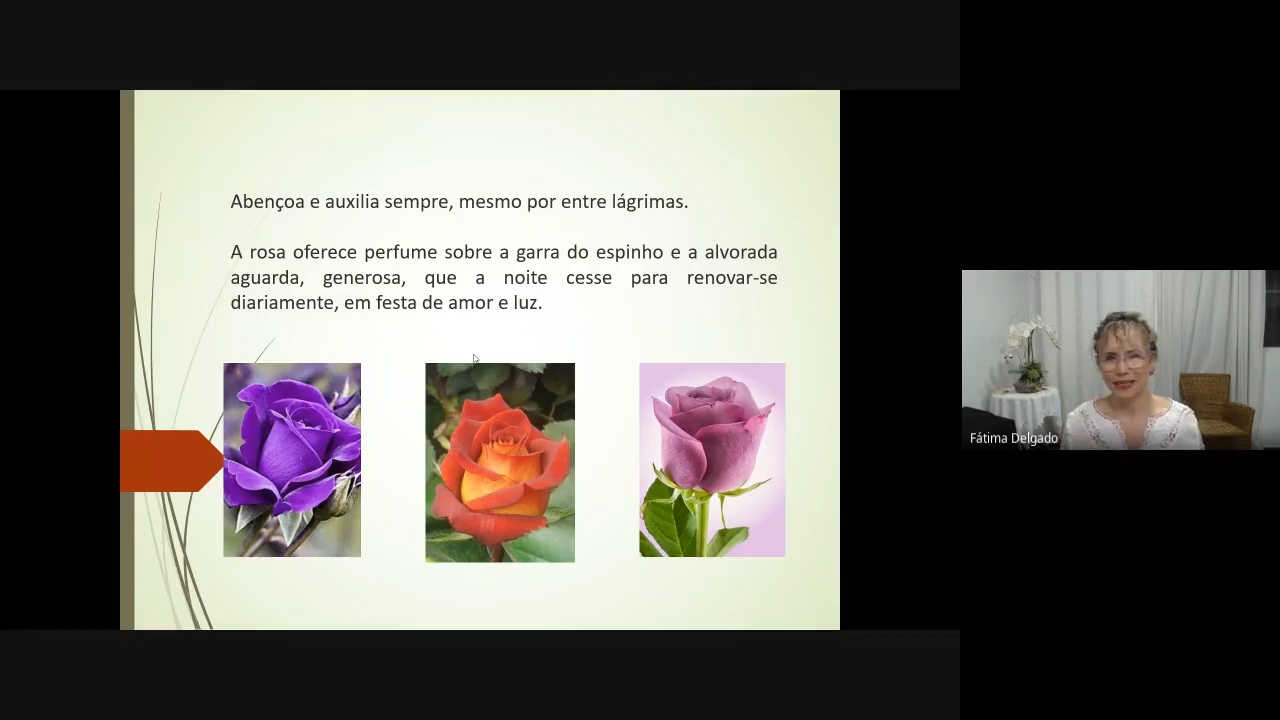 Abençoa e auxilia sempre, mesmo por entre lágrimas.
A rosa oferece perfume sobre a garra do espinho e a alvorada
aguarda, generosa, que a noite cesse para renovar-se
diariamente, em festa de amor e luz.
Fátima Delgado